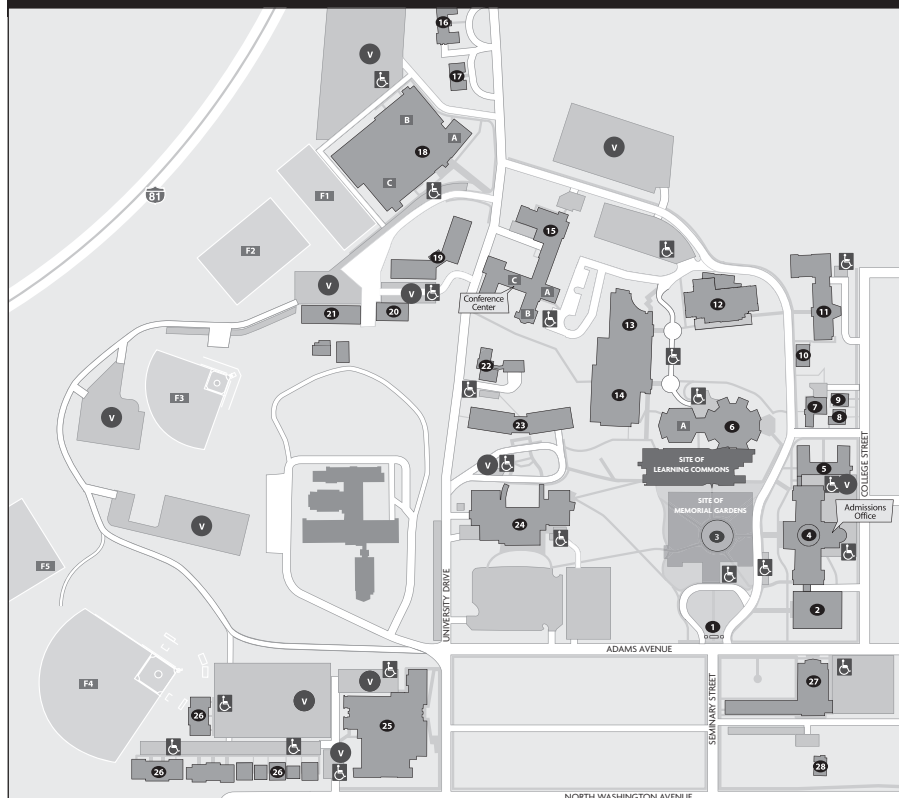 16
V
17
B
A
18
V
C
F1
81
15
F2
19
V
C
A
12
V
Conference
Center
11
21
20
B
13
10
22
F3
14
9
7
8
V
23
A
6
SITE OF
LEARNING COMMONS
5
V
COLLEGE STREET
V
SITE OF
MEMORIAL GARDENS
Admissions
Office
V
24
3
4
F5
UNIVERSITY DRIVE
2
1
ADAMS AVENUE
F4
V
27
V
26
25
SEMINARY STREET
V
26
26
28
NORTH WASHINGTON AVENUE